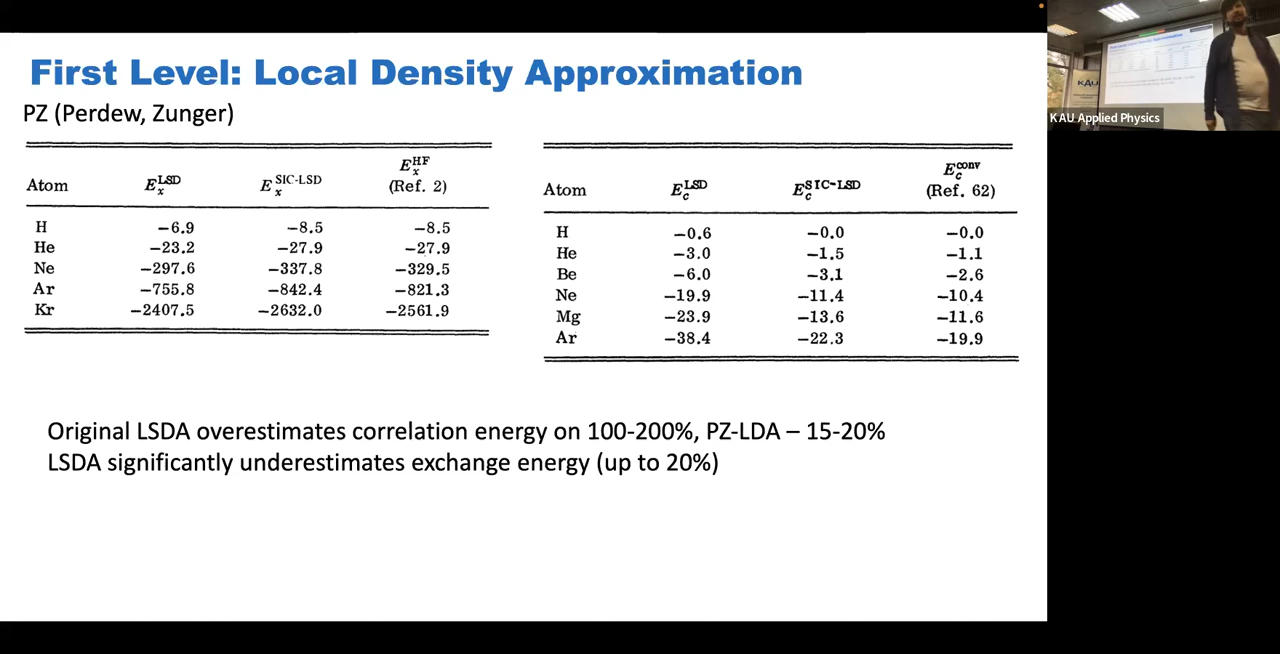 First Level: Local Density Approximation
PZ (Perdew, Zunger)
Atom E_x^LSD E_x^SIC-LSD E_x^HF (Ref. 2)
H −6.9 −8.5 −8.5
He −23.2 −27.9 −27.9
Ne −297.6 −337.8 −329.5
Ar −755.8 −842.4 −821.3
Kr −2407.5 −2632.0 −2561.9
Atom E_c^LSD E_c^SIC-LSD E_c^conv (Ref. 62)
H −0.6 −0.0 −0.0
He −3.0 −1.5 −1.1
Be −6.0 −3.1 −2.6
Ne −19.9 −11.4 −10.4
Mg −23.9 −13.6 −11.6
Ar −38.4 −22.3 −19.9
Original LSDA overestimates correlation energy on 100-200%, PZ-LDA – 15-20%
LSDA significantly underestimates exchange energy (up to 20%)
KAU
KAU Applied Physics